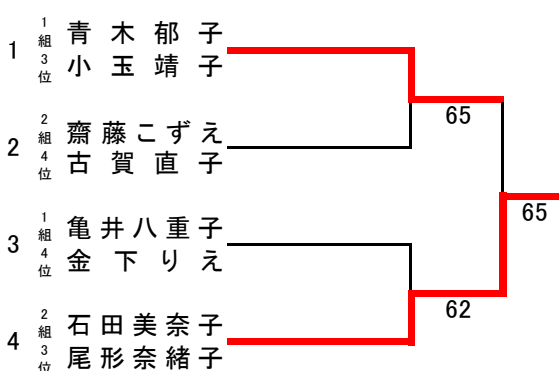 1 1組3位 青木郁子
小玉靖子
65
2 2組4位 齋藤こずえ
古賀直子
65
3 1組4位 亀井八重子
金下りえ
62
4 2組3位 石田美奈子
尾形奈緒子